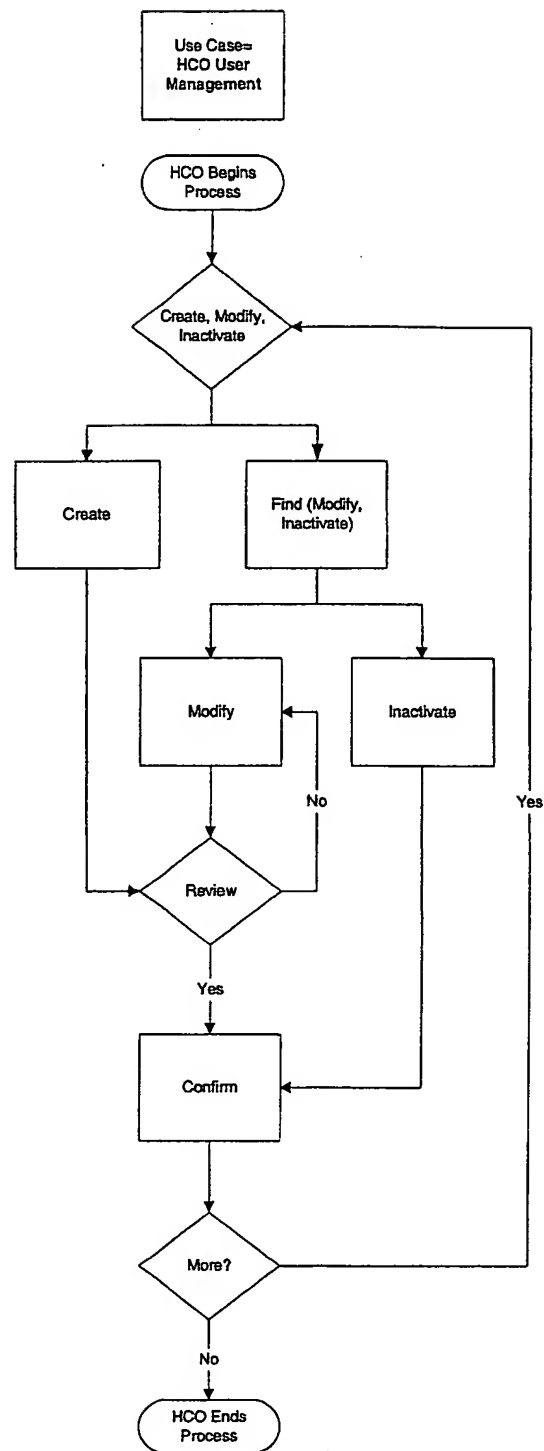 Use Case=
HCO User
Management
HCO Begins
Process
Create, Modify,
Inactivate
Create
Find (Modify,
Inactivate)
Modify
Inactivate
No
Yes
Review
Yes
Confirm
More?
No
HCO Ends
Process